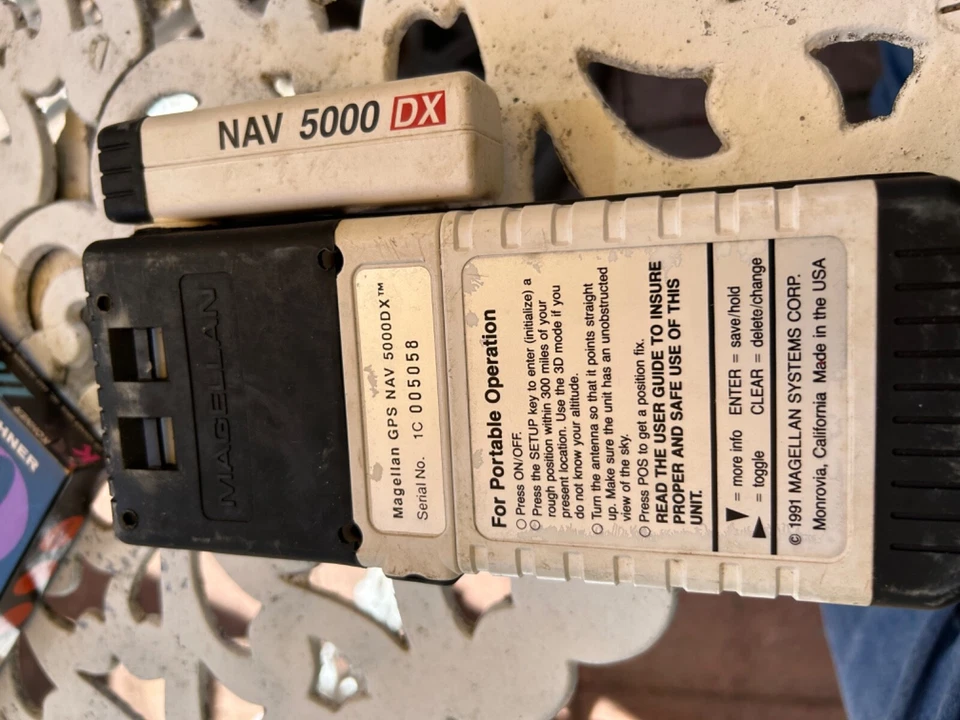 NAV 5000 DX
MAGELLAN
Magellan GPS NAV 5000DX™
Serial No. 1C 005058
For Portable Operation
○ Press ON/OFF.
○ Press the SETUP key to enter (initialize) a
rough position within 300 miles of your
present location. Use the 3D mode if you
do not know your altitude.
○ Turn the antenna so that it points straight
up. Make sure the unit has an unobstructed
view of the sky.
○ Press POS to get a position fix.
READ THE USER GUIDE TO INSURE
PROPER AND SAFE USE OF THIS
UNIT.
▼ = more info ENTER = save/hold
▶ = toggle CLEAR = delete/change
© 1991 MAGELLAN SYSTEMS CORP.
Monrovia, California Made in the USA